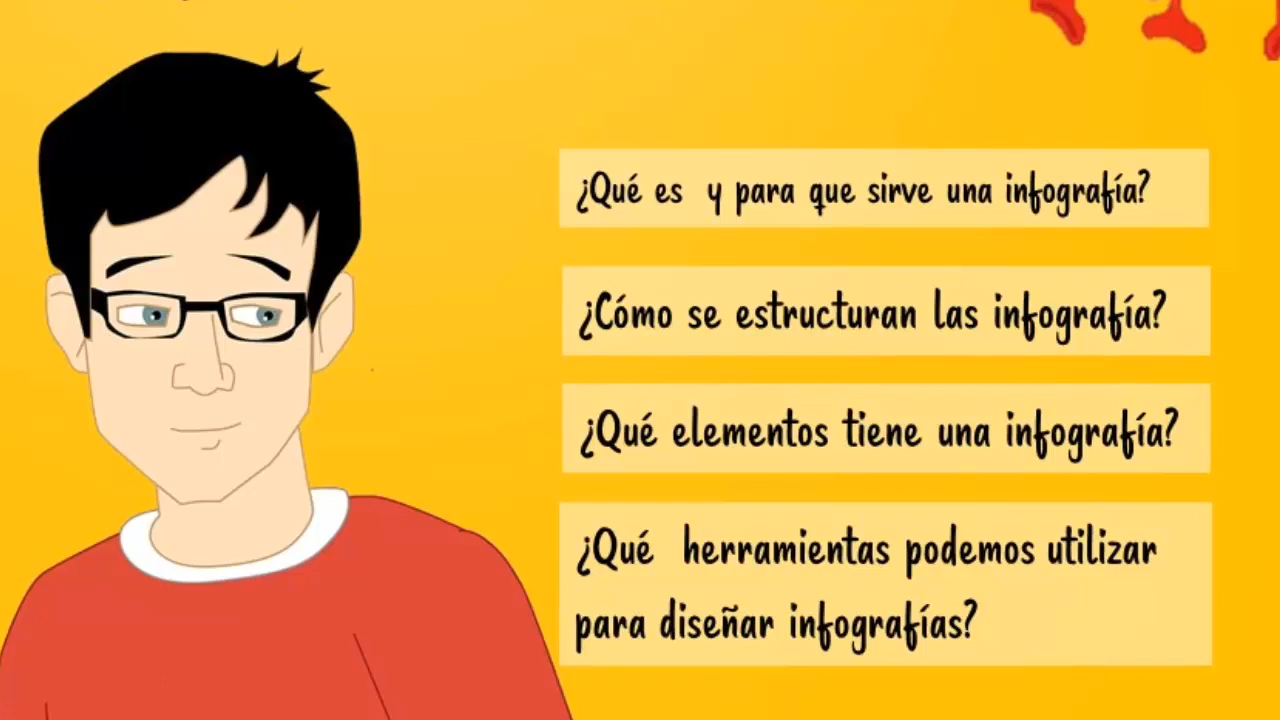 ¿Qué es y para que sirve una infografía?
¿Cómo se estructuran las infografía?
¿Qué elementos tiene una infografía?
¿Qué herramientas podemos utilizar
para diseñar infografías?